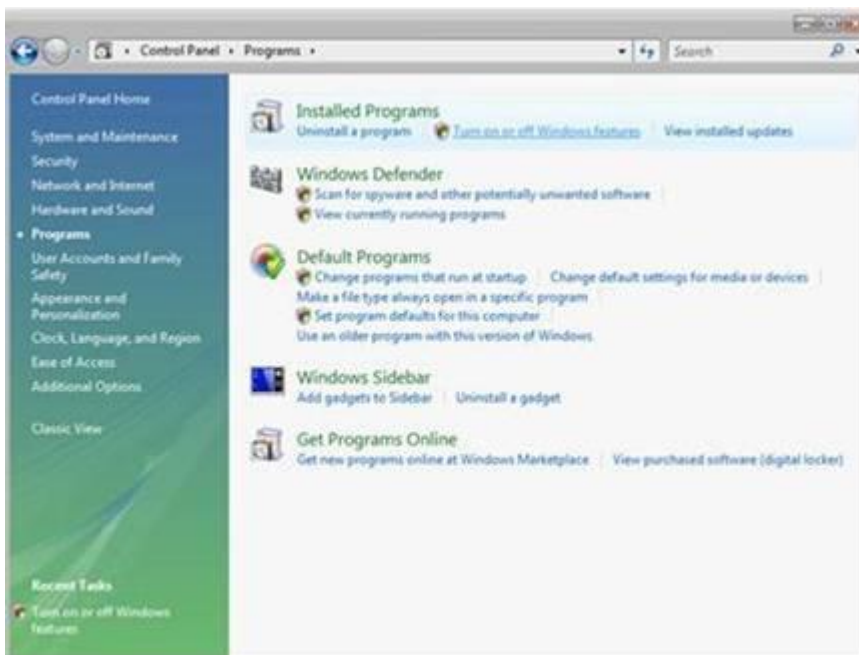 Control Panel Programs
Search
Control Panel Home
System and Maintenance
Security
Network and Internet
Hardware and Sound
Programs
User Accounts and Family
Safety
Appearance and
Personalization
Clock, Language, and Region
Ease of Access
Additional Options
Classic View
Recent Tasks
Turn on or off Windows
features
Installed Programs
Uninstall a program Turn on or off Windows features View installed updates
Windows Defender
Scan for spyware and other potentially unwanted software
View currently running programs
Default Programs
Change programs that run at startup Change default settings for media or devices
Make a file type always open in a specific program
Set program defaults for this computer
Use an older program with this version of Windows
Windows Sidebar
Add gadgets to Sidebar Uninstall a gadget
Get Programs Online
Get new programs online at Windows Marketplace View purchased software (digital locker)